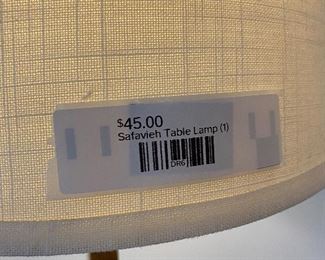 $45.00
Safavieh Table Lamp (1)
DR6